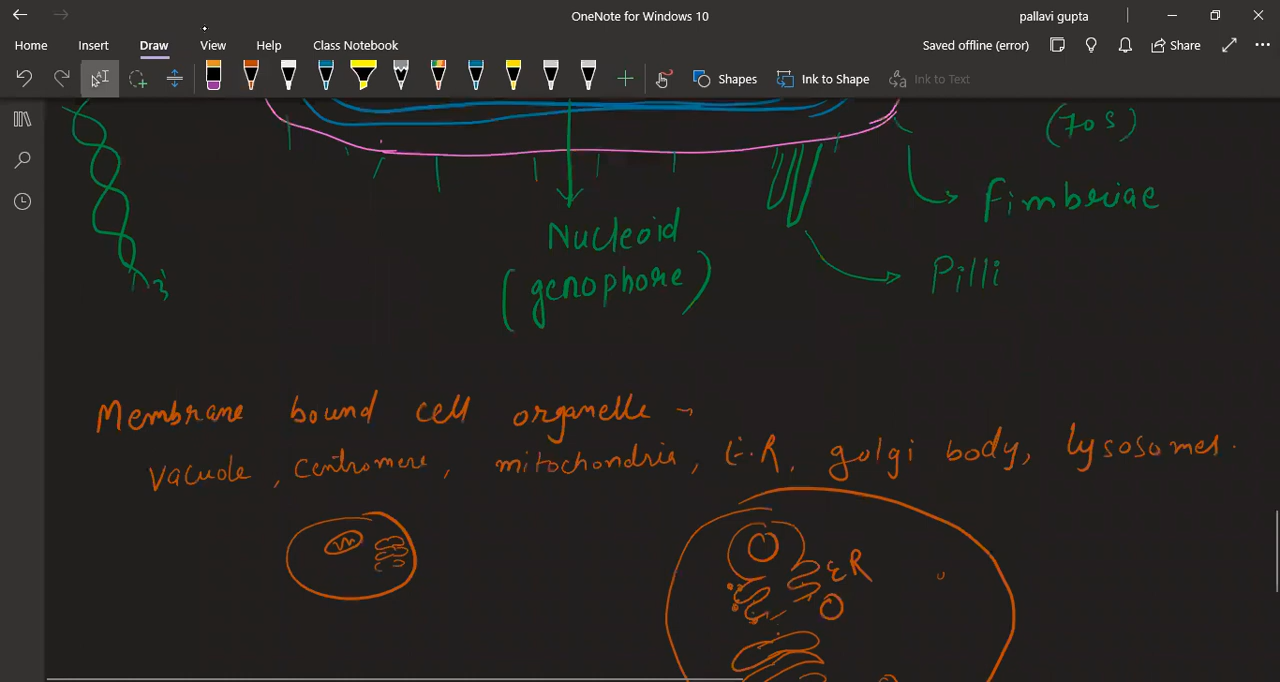 OneNote for Windows 10
pallavi gupta
Home Insert Draw View Help Class Notebook
Saved offline (error) Share
Shapes Ink to Shape Ink to Text
(70s)
Fimbriae
Nucleoid
(genophore)
Pilli
3'
Membrane bound cell organelle -
Vacuole, Centromere, mitochondria, E.R, golgi body, lysosomes.
ER